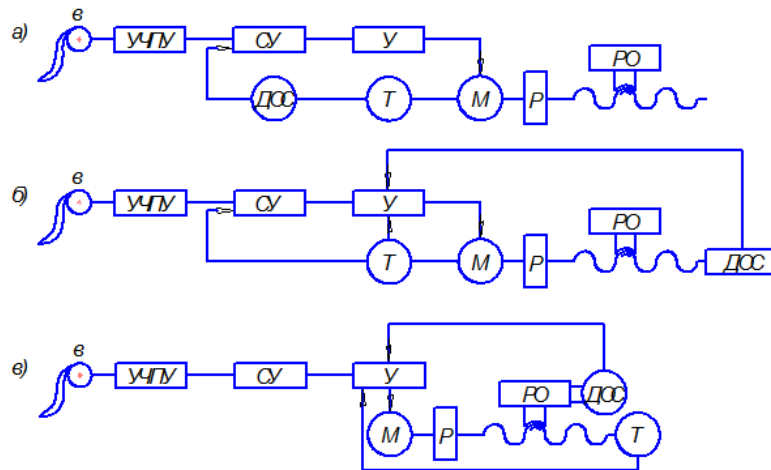 в
а) УЧПУ СУ У РО
ДОС Т М Р
в
б) УЧПУ СУ У РО
Т М Р ДОС
в
в) УЧПУ СУ У РО ДОС
М Р Т